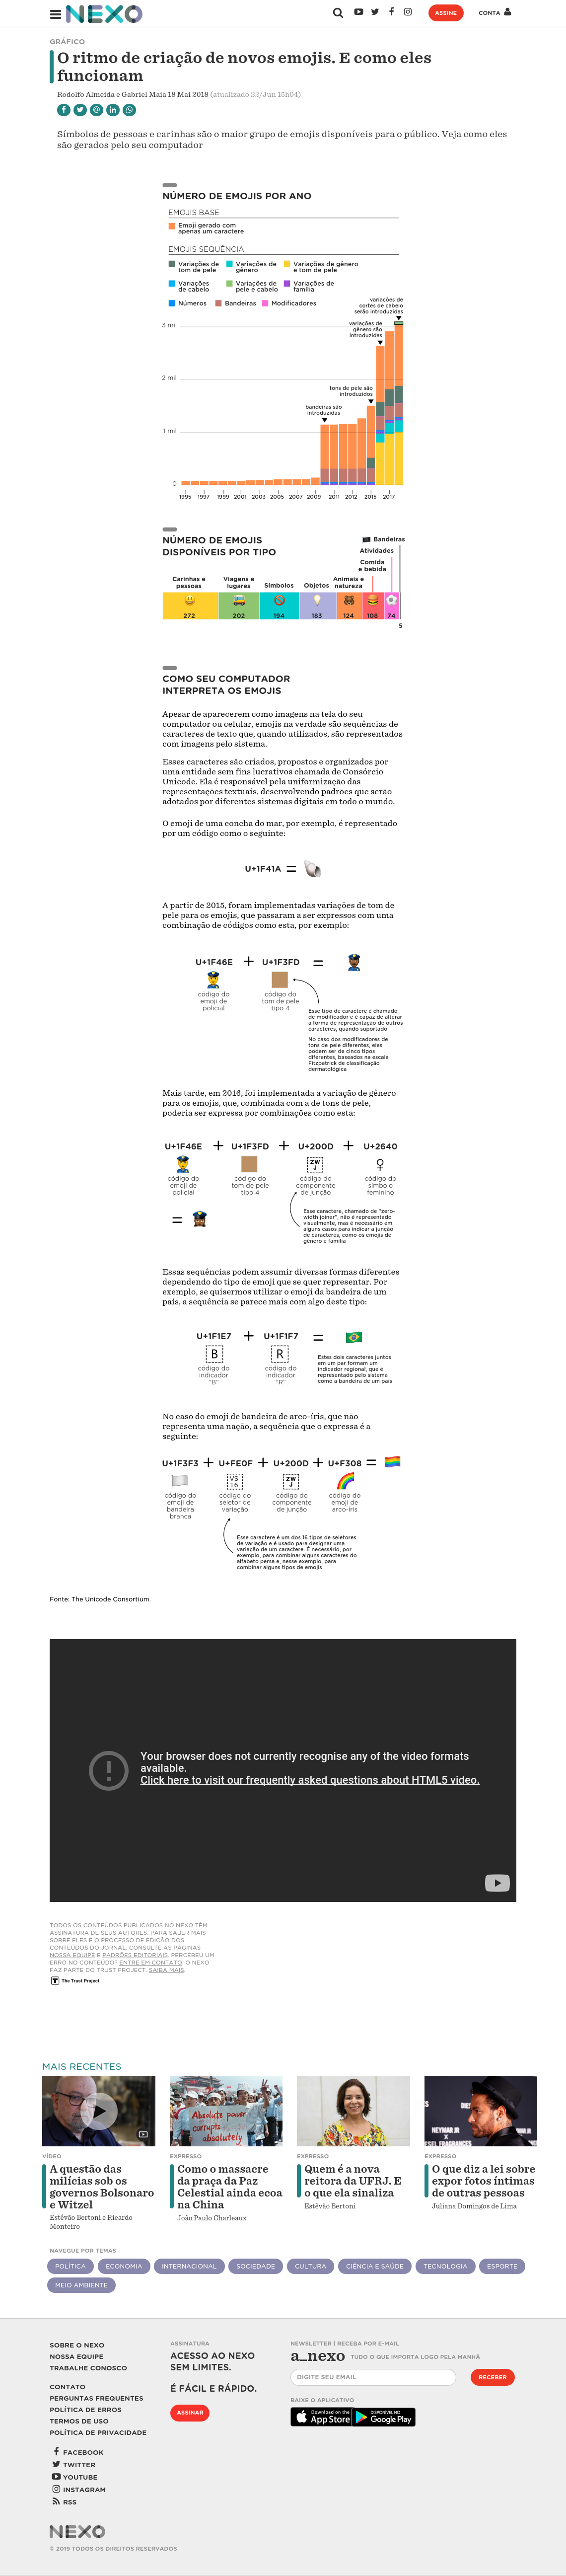 NEXO
ASSINE
CONTA
GRÁFICO
O ritmo de criação de novos emojis. E como eles
funcionam
Rodolfo Almeida e Gabriel Maia 18 Mai 2018 (atualizado 22/Jun 15h04)
Símbolos de pessoas e carinhas são o maior grupo de emojis disponíveis para o público. Veja como eles
são gerados pelo seu computador
NÚMERO DE EMOJIS POR ANO
EMOJIS BASE
Emoji gerado com
apenas um caractere
EMOJIS SEQUÊNCIA
Variações de
tom de pele
Variações de
gênero
Variações de gênero
e tom de pele
Variações
de cabelo
Variações de
pele e cabelo
Variações de
família
Números
Bandeiras
Modificadores
variações de
cortes de cabelo
serão introduzidas
variações de
gênero são
introduzidos
tons de pele são
introduzidos
bandeiras são
introduzidas
3 mil
2 mil
1 mil
0
1995 1997 1999 2001 2003 2005 2007 2009 2011 2012 2015 2017
NÚMERO DE EMOJIS
DISPONÍVEIS POR TIPO
Bandeiras
Atividades
Comida
e bebida
Carinhas e
pessoas
Viagens e
lugares
Símbolos
Objetos
Animais e
natureza
272 202 194 183 124 108 74
5
COMO SEU COMPUTADOR
INTERPRETA OS EMOJIS
Apesar de aparecerem como imagens na tela do seu
computador ou celular, emojis na verdade são sequências de
caracteres de texto que, quando utilizados, são representados
com imagens pelo sistema.
Esses caracteres são criados, propostos e organizados por
uma entidade sem fins lucrativos chamada de Consórcio
Unicode. Ela é responsável pela uniformização das
representações textuais, desenvolvendo padrões que serão
adotados por diferentes sistemas digitais em todo o mundo.
O emoji de uma concha do mar, por exemplo, é representado
por um código como o seguinte:
U+1F41A =
A partir de 2015, foram implementadas variações de tom de
pele para os emojis, que passaram a ser expressos com uma
combinação de códigos como esta, por exemplo:
U+1F46E + U+1F3FD =
código do
emoji de
policial
código do
tom de pele
tipo 4
Esse tipo de caractere é chamado
de modificador e é capaz de alterar
a forma de representação de outros
caracteres, quando suportado
No caso dos modificadores de
tons de pele diferentes, eles
podem ser de cinco tipos
diferentes, baseados na escala
Fitzpatrick de classificação
dermatológica
Mais tarde, em 2016, foi implementada a variação de gênero
para os emojis, que, combinada com a de tons de pele,
poderia ser expressa por combinações como esta:
U+1F46E + U+1F3FD + U+200D + U+2640
ZW
J
código do
emoji de
policial
código do
tom de pele
tipo 4
código do
componente
de junção
código do
símbolo
feminino
=
Esse caractere, chamado de "zero-
width joiner", não é representado
visualmente, mas é necessário em
alguns casos para indicar a junção
de caracteres, como os emojis de
gênero e família
Essas sequências podem assumir diversas formas diferentes
dependendo do tipo de emoji que se quer representar. Por
exemplo, se quisermos utilizar o emoji da bandeira de um
país, a sequência se parece mais com algo deste tipo:
U+1F1E7 + U+1F1F7 =
B
R
código do
indicador
"B"
código do
indicador
"R"
Estes dois caracteres juntos
em um par formam um
indicador regional, que é
representado pelo sistema
como a bandeira de um país
No caso do emoji de bandeira de arco-íris, que não
representa uma nação, a sequência que o expressa é a
seguinte:
U+1F3F3 + U+FE0F + U+200D + U+F308 =
VS
16
ZW
J
código do
emoji de
bandeira
branca
código do
seletor de
variação
código do
componente
de junção
código do
emoji de
arco-íris
Esse caractere é um dos 16 tipos de seletores
de variação e é usado para designar uma
variação de um caractere. É necessário, por
exemplo, para combinar alguns caracteres do
alfabeto persa e, nesse exemplo, para
combinar alguns tipos de emojis
Fonte: The Unicode Consortium.
Your browser does not currently recognise any of the video formats
available.
Click here to visit our frequently asked questions about HTML5 video.
TODOS OS CONTEÚDOS PUBLICADOS NO NEXO TÊM
ASSINATURA DE SEUS AUTORES. PARA SABER MAIS
SOBRE ELES E O PROCESSO DE EDIÇÃO DOS
CONTEÚDOS DO JORNAL, CONSULTE AS PÁGINAS
NOSSA EQUIPE E PADRÕES EDITORIAIS. PERCEBEU UM
ERRO NO CONTEÚDO? ENTRE EM CONTATO. O NEXO
FAZ PARTE DO TRUST PROJECT. SAIBA MAIS.
T The Trust Project
MAIS RECENTES
Absolute power
corrupts
absolutely
NEYMAR JR
DIESEL FRAGRANCES
VÍDEO
A questão das
milícias sob os
governos Bolsonaro
e Witzel
Estêvão Bertoni e Ricardo
Monteiro
EXPRESSO
Como o massacre
da praça da Paz
Celestial ainda ecoa
na China
João Paulo Charleaux
EXPRESSO
Quem é a nova
reitora da UFRJ. E
o que ela sinaliza
Estêvão Bertoni
EXPRESSO
O que diz a lei sobre
expor fotos íntimas
de outras pessoas
Juliana Domingos de Lima
NAVEGUE POR TEMAS
POLÍTICA
ECONOMIA
INTERNACIONAL
SOCIEDADE
CULTURA
CIÊNCIA E SAÚDE
TECNOLOGIA
ESPORTE
MEIO AMBIENTE
SOBRE O NEXO
NOSSA EQUIPE
TRABALHE CONOSCO
CONTATO
PERGUNTAS FREQUENTES
POLÍTICA DE ERROS
TERMOS DE USO
POLÍTICA DE PRIVACIDADE
FACEBOOK
TWITTER
YOUTUBE
INSTAGRAM
RSS
ASSINATURA
ACESSO AO NEXO
SEM LIMITES.
É FÁCIL E RÁPIDO.
ASSINAR
NEWSLETTER | RECEBA POR E-MAIL
a_nexo TUDO O QUE IMPORTA LOGO PELA MANHÃ
DIGITE SEU EMAIL
RECEBER
BAIXE O APLICATIVO
Download on the
App Store
DISPONÍVEL NO
Google Play
NEXO
© 2019 TODOS OS DIREITOS RESERVADOS